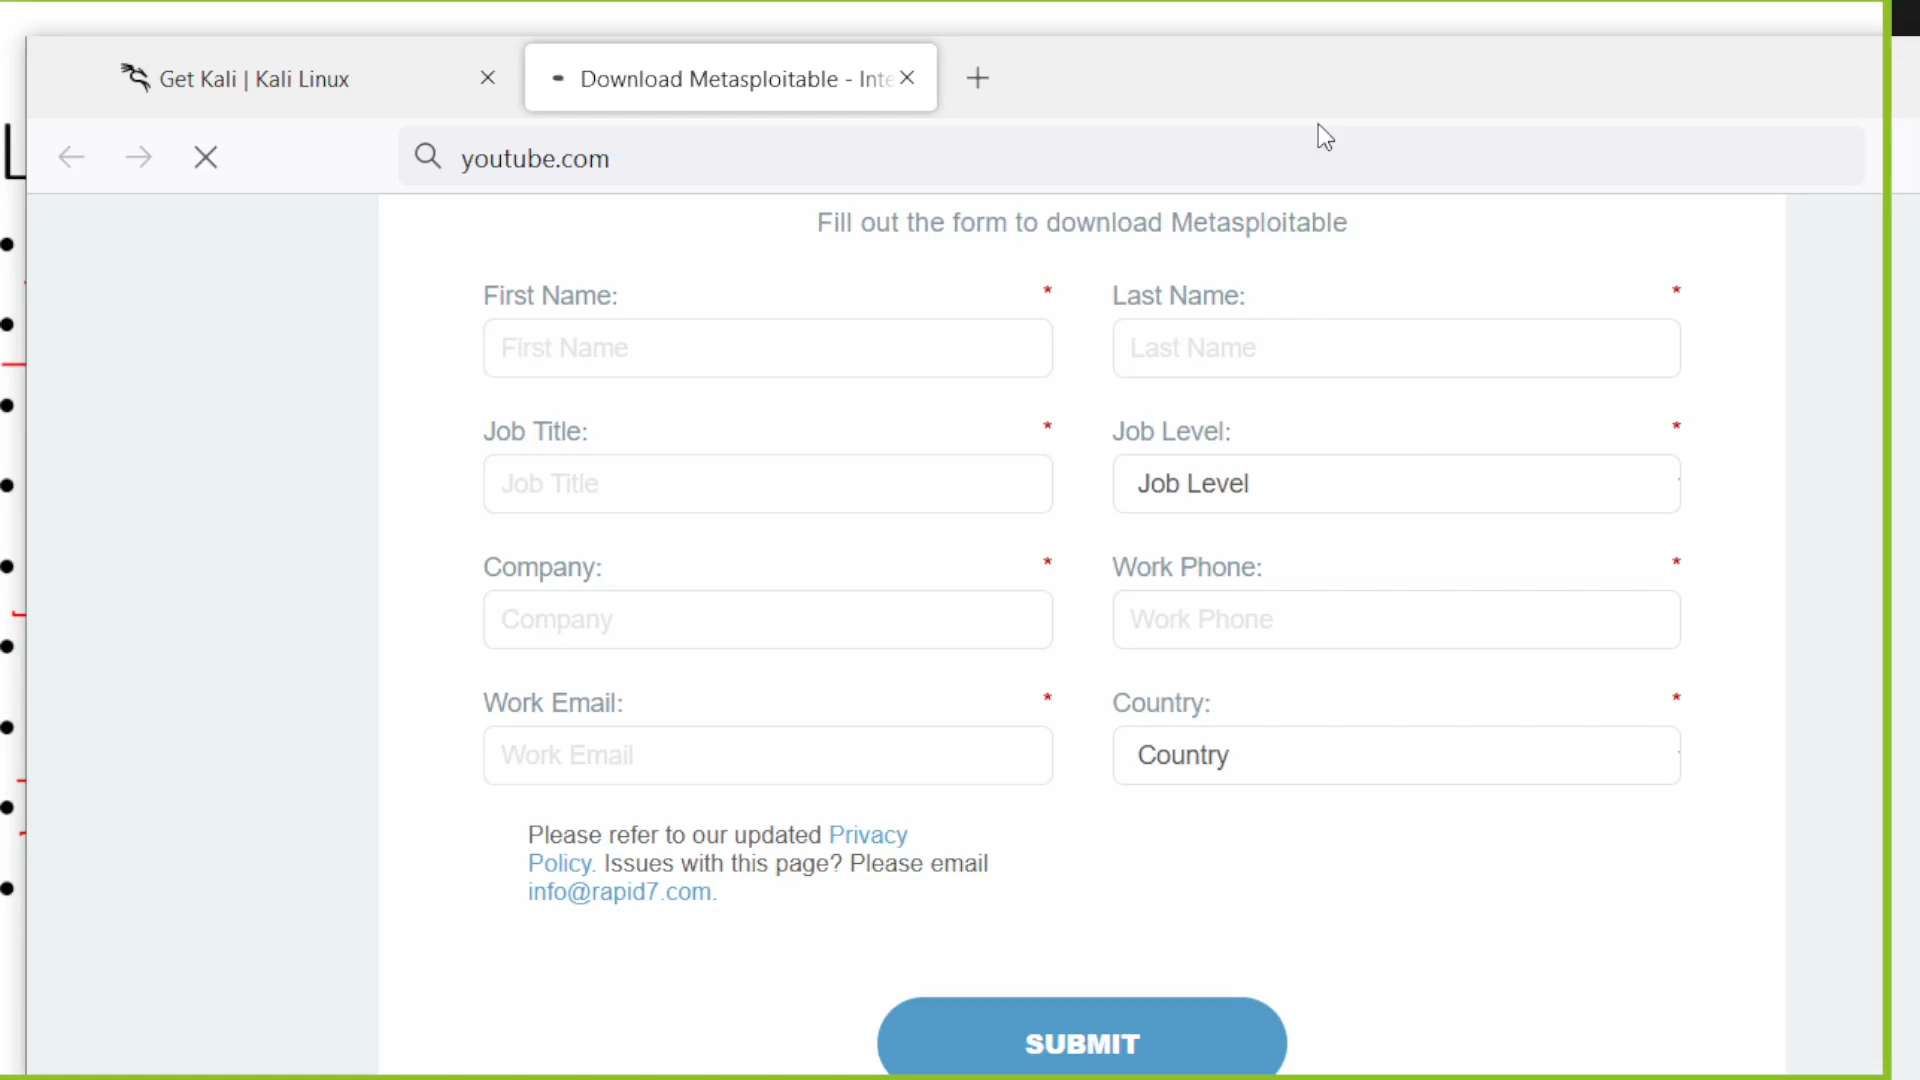 Get Kali | Kali Linux
Download Metasploitable - Inte
youtube.com
Fill out the form to download Metasploitable
First Name: *
Last Name: *
First Name
Last Name
Job Title: *
Job Level: *
Job Title
Job Level
Company: *
Work Phone: *
Company
Work Phone
Work Email: *
Country: *
Work Email
Country
Please refer to our updated Privacy
Policy. Issues with this page? Please email
info@rapid7.com.
SUBMIT